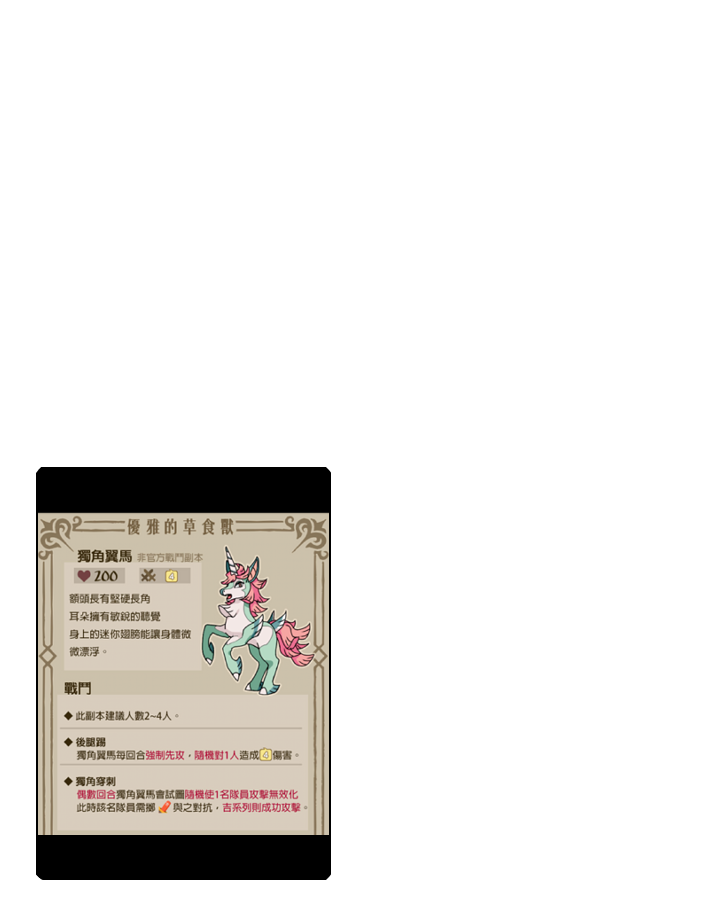 優雅的草食獸
獨角翼馬 非官方戰鬥副本
200 4
額頭長有堅硬長角
耳朵擁有敏銳的聽覺
身上的迷你翅膀能讓身體微
微漂浮。
戰鬥
◆ 此副本建議人數2~4人。
◆ 後腿踢
獨角翼馬每回合強制先攻,隨機對1人造成4傷害。
◆ 獨角穿刺
偶數回合獨角翼馬會試圖隨機使1名隊員攻擊無效化
此時該名隊員需擲 與之對抗,吉系列則成功攻擊。